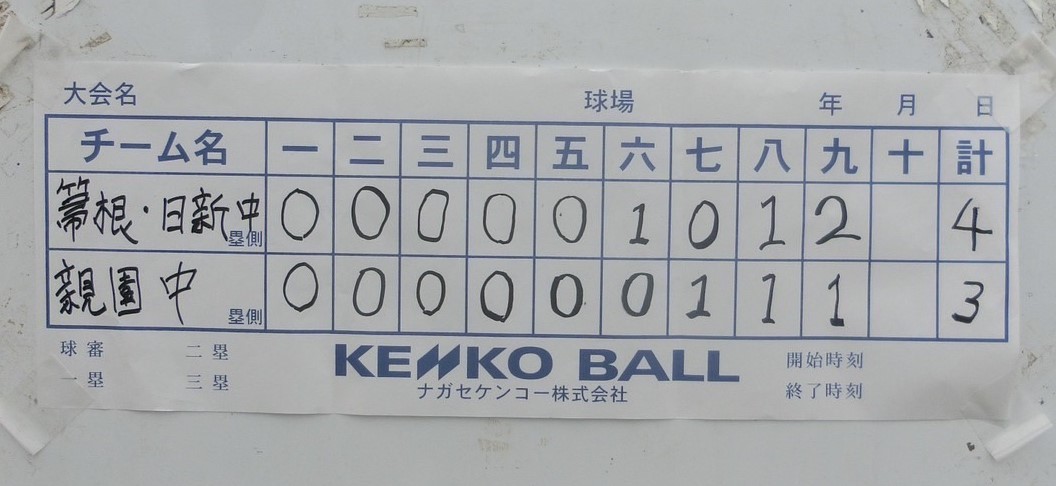 大会名 球場 年 月 日
チーム名 一 二 三 四 五 六 七 八 九 十 計
箒根・日新中 塁側 0 0 0 0 0 1 0 1 2 4
親園中 塁側 0 0 0 0 0 0 1 1 1 3
球審 二塁 KENKO BALL 開始時刻
一塁 三塁 ナガセケンコー株式会社 終了時刻